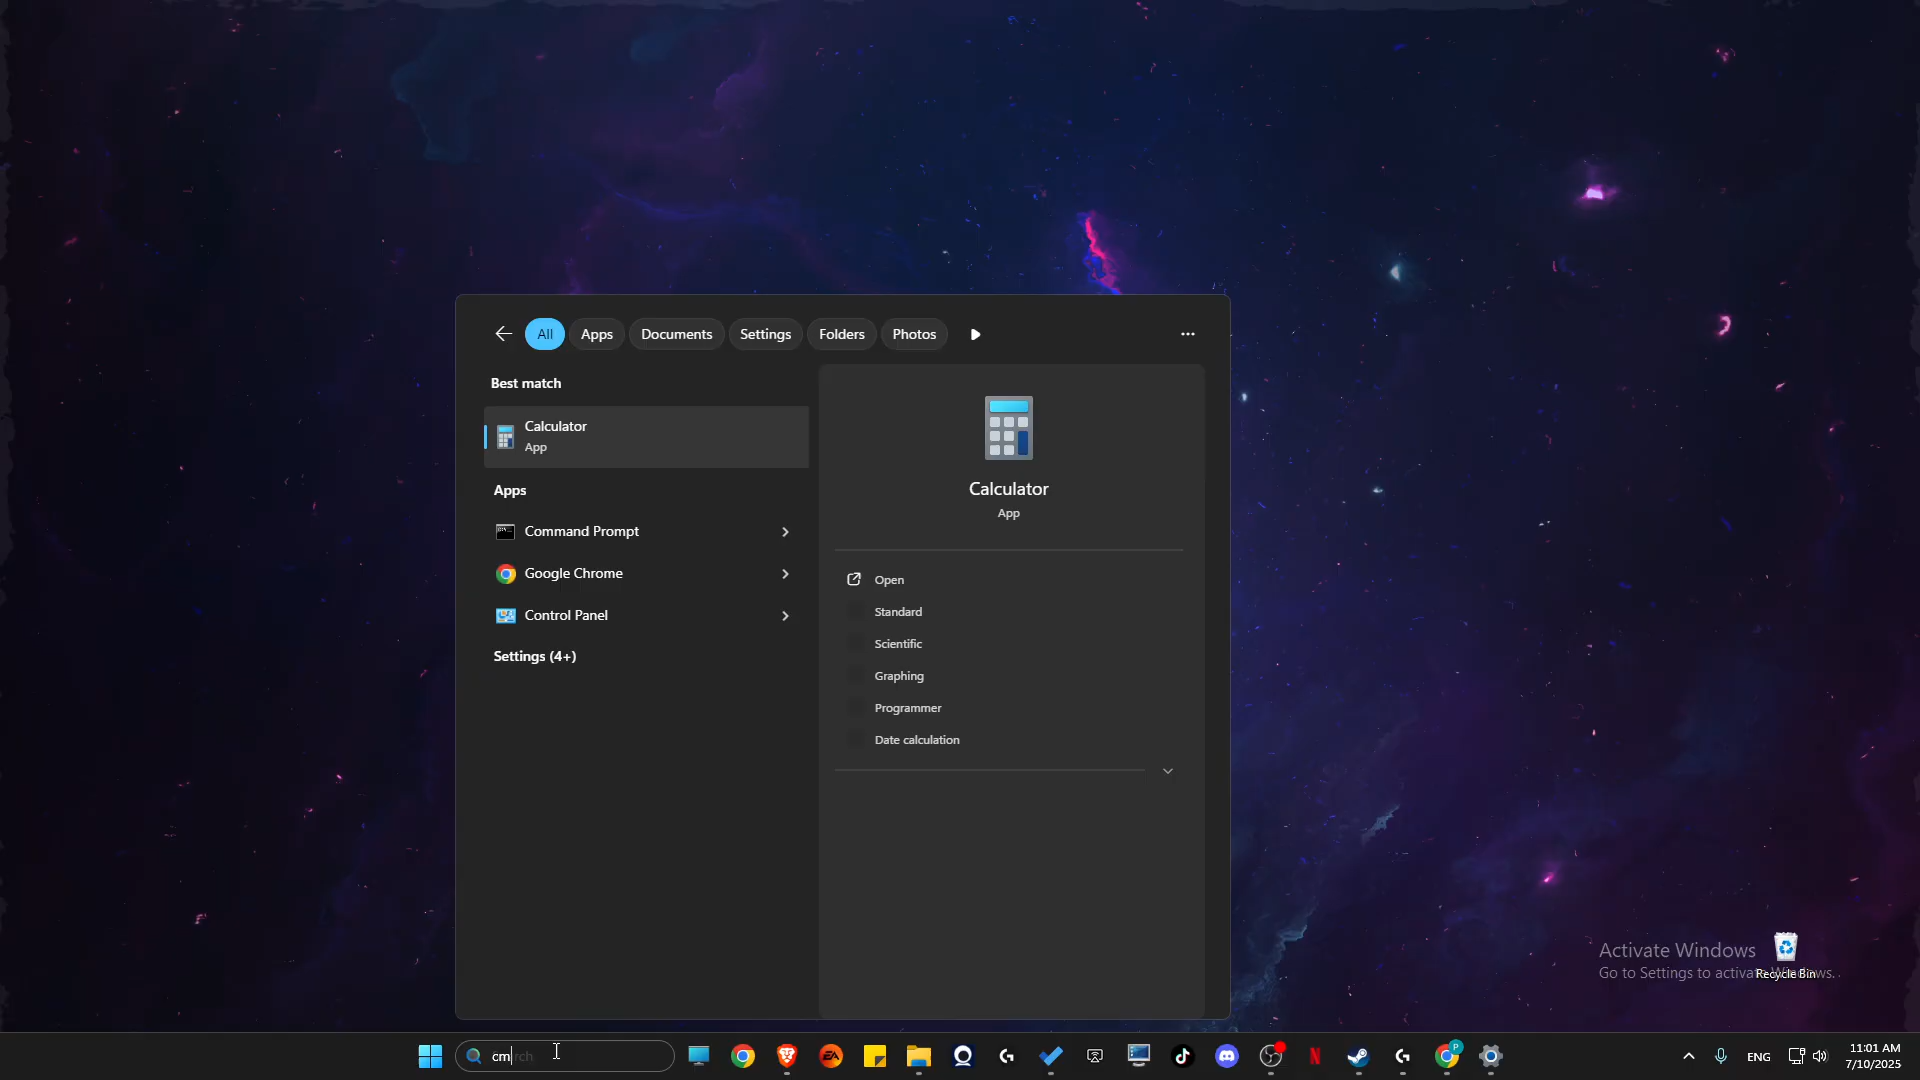 All
Apps
Documents
Settings
Folders
Photos
Best match
Calculator
App
Apps
Command Prompt
Google Chrome
Control Panel
Settings (4+)
Calculator
App
Open
Standard
Scientific
Graphing
Programmer
Date calculation
Activate Windows
Go to Settings to activate Windows.
Recycle Bin
cm
ENG
11:01 AM
7/10/2025